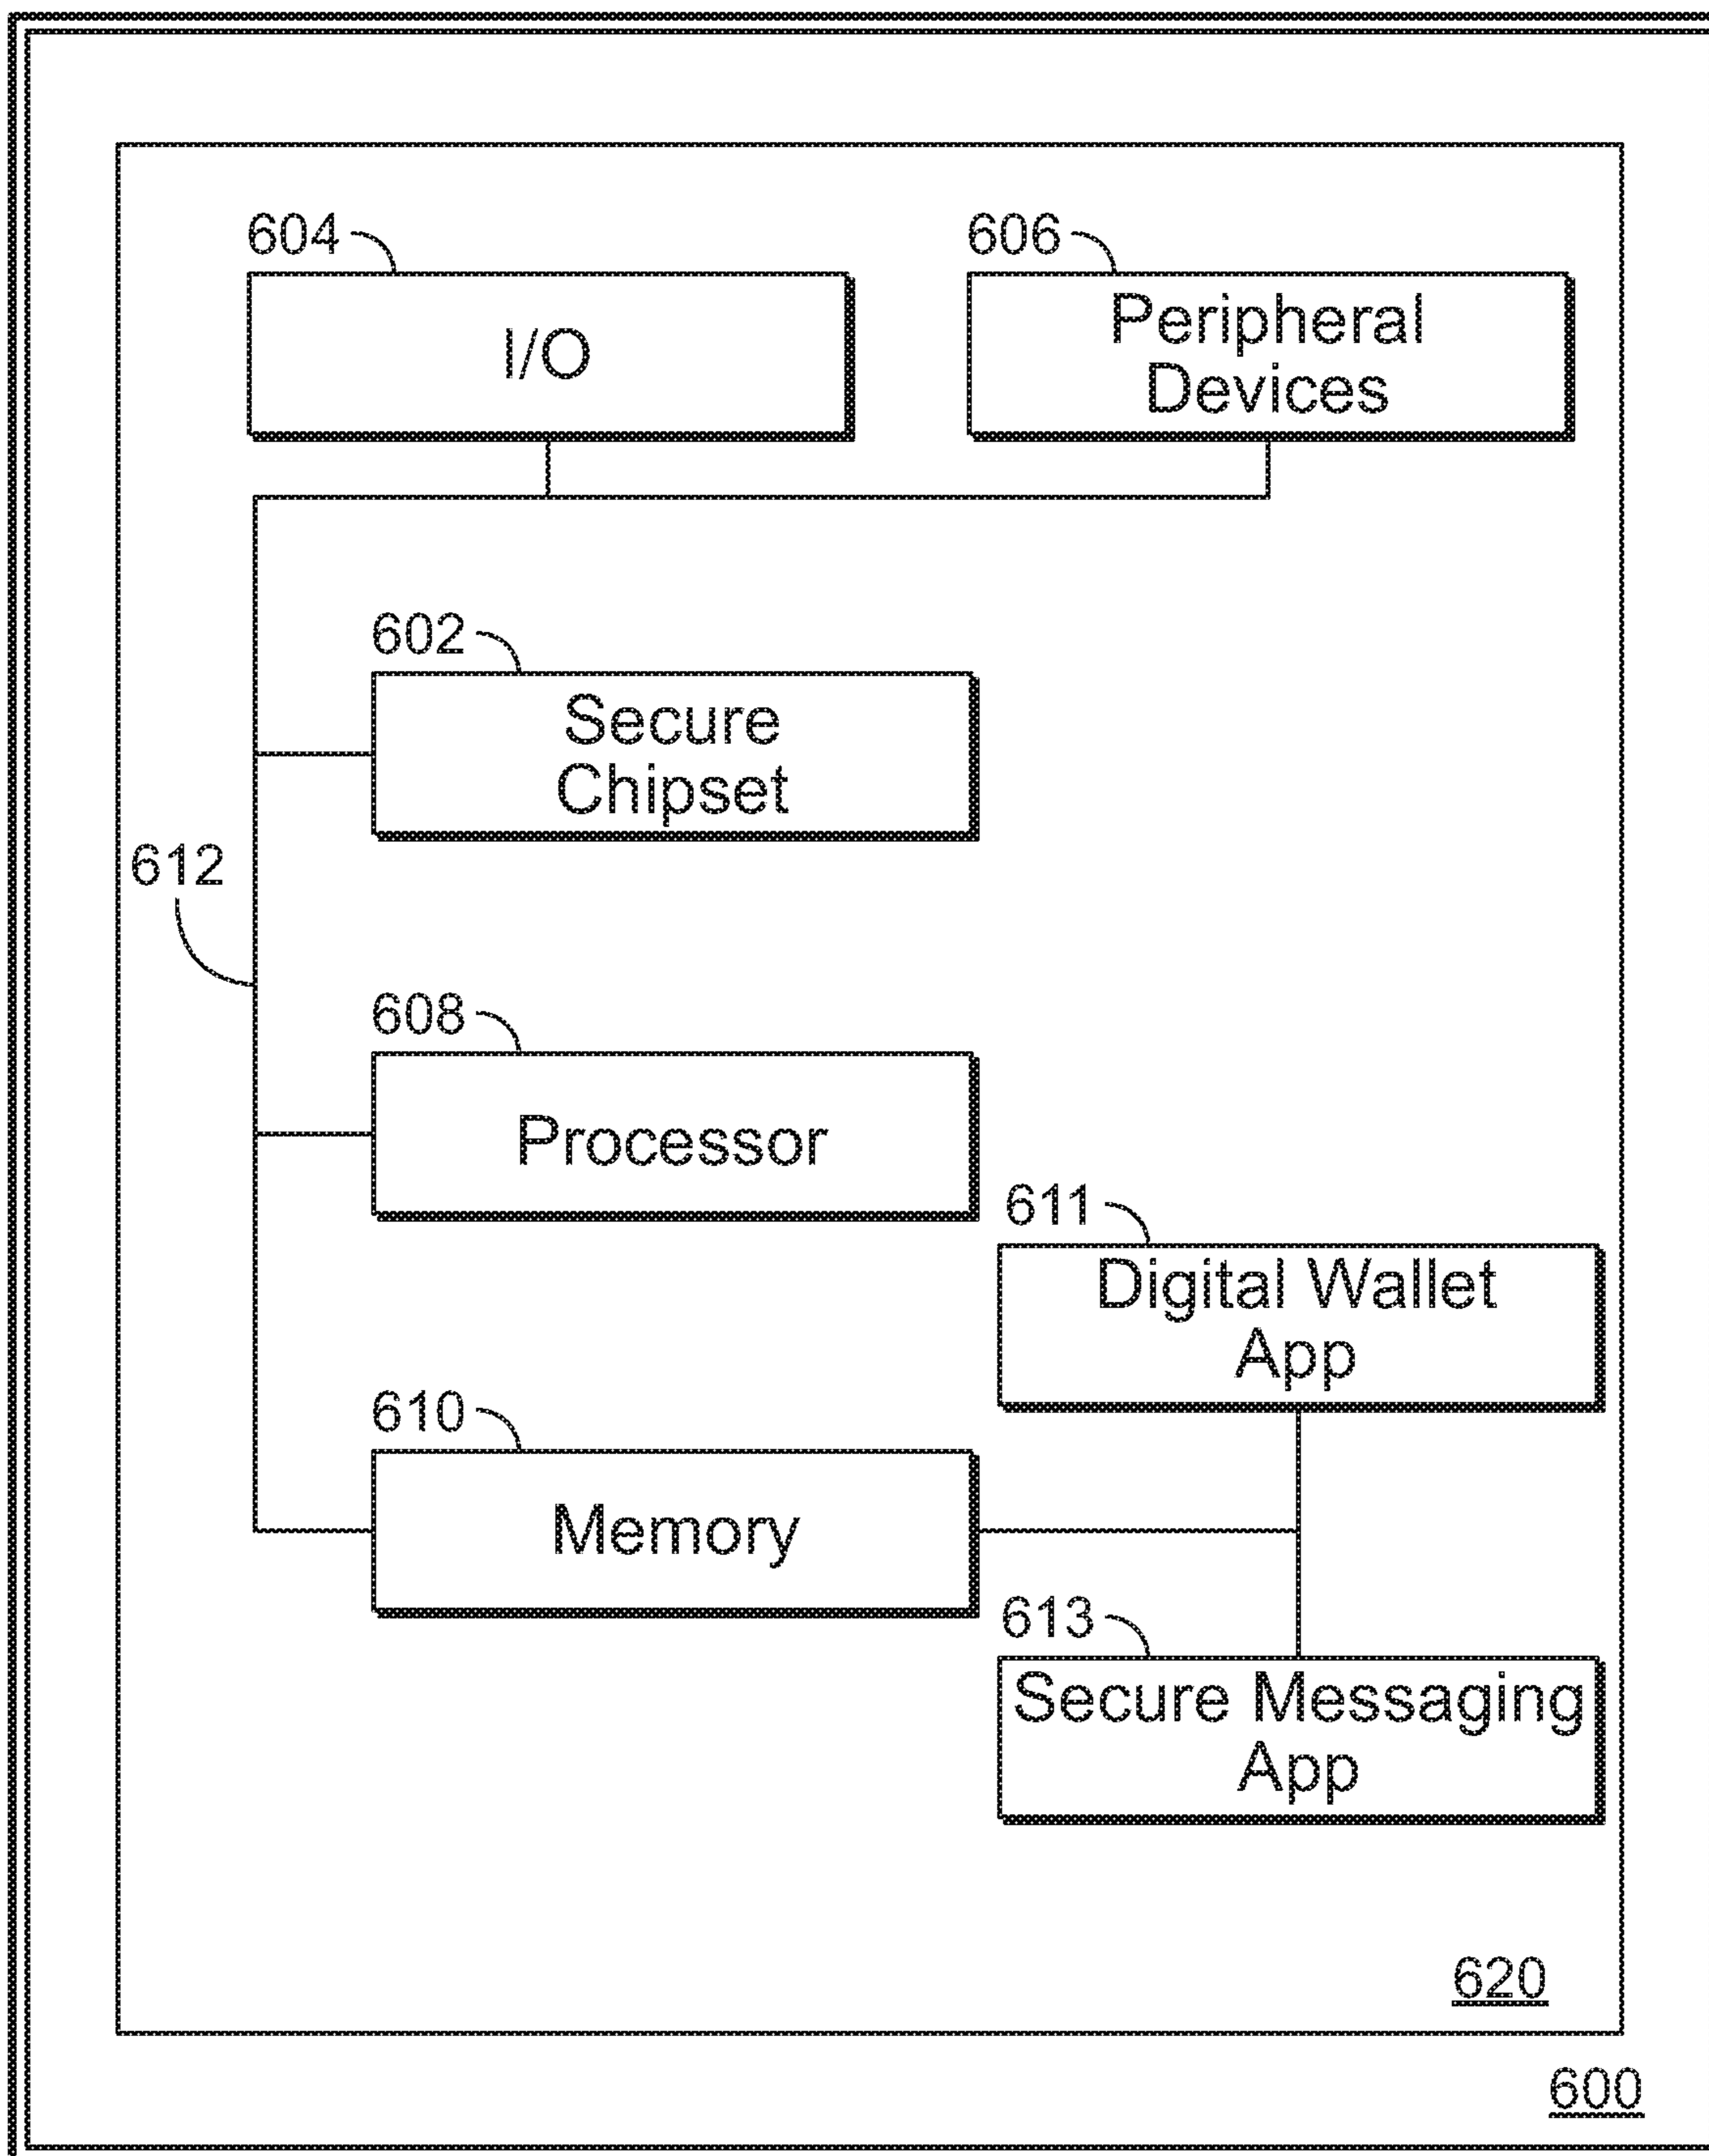 604
606
I/O
Peripheral
Devices
602
Secure
Chipset
612
608
Processor
611
Digital Wallet
App
610
Memory
613
Secure Messaging
App
620
600